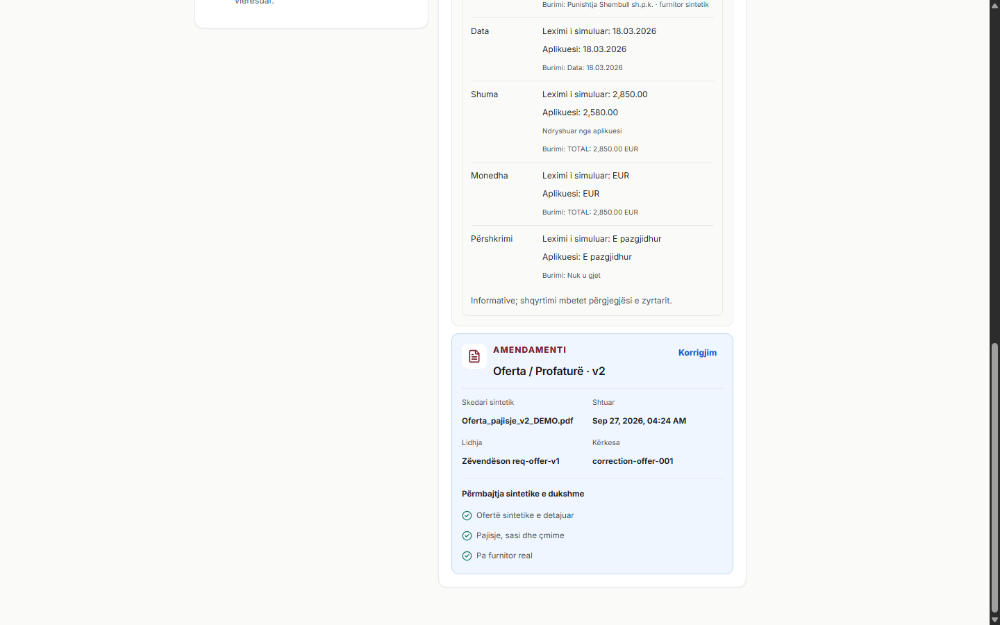 vlerësuar.
Burimi: Punishtja Shembull sh.p.k. · furnitor sintetik
Data
Leximi i simuluar: 18.03.2026
Aplikuesi: 18.03.2026
Burimi: Data: 18.03.2026
Shuma
Leximi i simuluar: 2,850.00
Aplikuesi: 2,580.00
Ndryshuar nga aplikuesi
Burimi: TOTAL: 2,850.00 EUR
Monedha
Leximi i simuluar: EUR
Aplikuesi: EUR
Burimi: TOTAL: 2,850.00 EUR
Përshkrimi
Leximi i simuluar: E pazgjidhur
Aplikuesi: E pazgjidhur
Burimi: Nuk u gjet
Informative; shqyrtimi mbetet përgjegjësi e zyrtarit.
AMENDAMENTI
Korrigjim
Oferta / Profaturë · v2
Skedari sintetik
Shtuar
Oferta_pajisje_v2_DEMO.pdf
Sep 27, 2026, 04:24 AM
Lidhja
Kërkesa
Zëvendëson req-offer-v1
correction-offer-001
Përmbajtja sintetike e dukshme
Ofertë sintetike e detajuar
Pajisje, sasi dhe çmime
Pa furnitor real